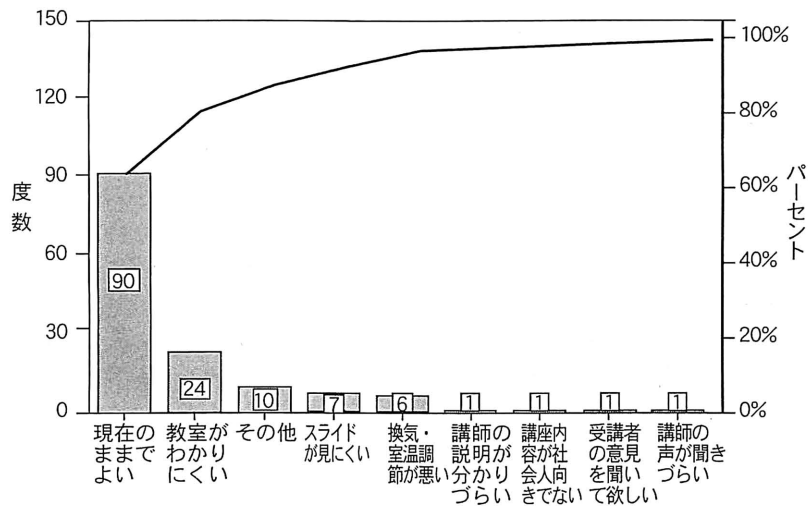 150
120
90
60
30
0
度数
100%
80%
60%
40%
20%
0%
パーセント
90
24
10
7
6
1
1
1
1
現在の
ままで
よい
教室が
わかり
にくい
その他
スライド
が見にくい
換気・
室温調
節が悪い
講師の
説明が
分かり
づらい
講座内
容が社
会人向
きでない
受講者
の意見
を聞い
て欲しい
講師の
声が聞き
づらい